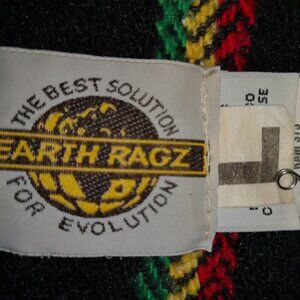 THE BEST SOLUTION
EARTH RAGZ
FOR EVOLUTION
L